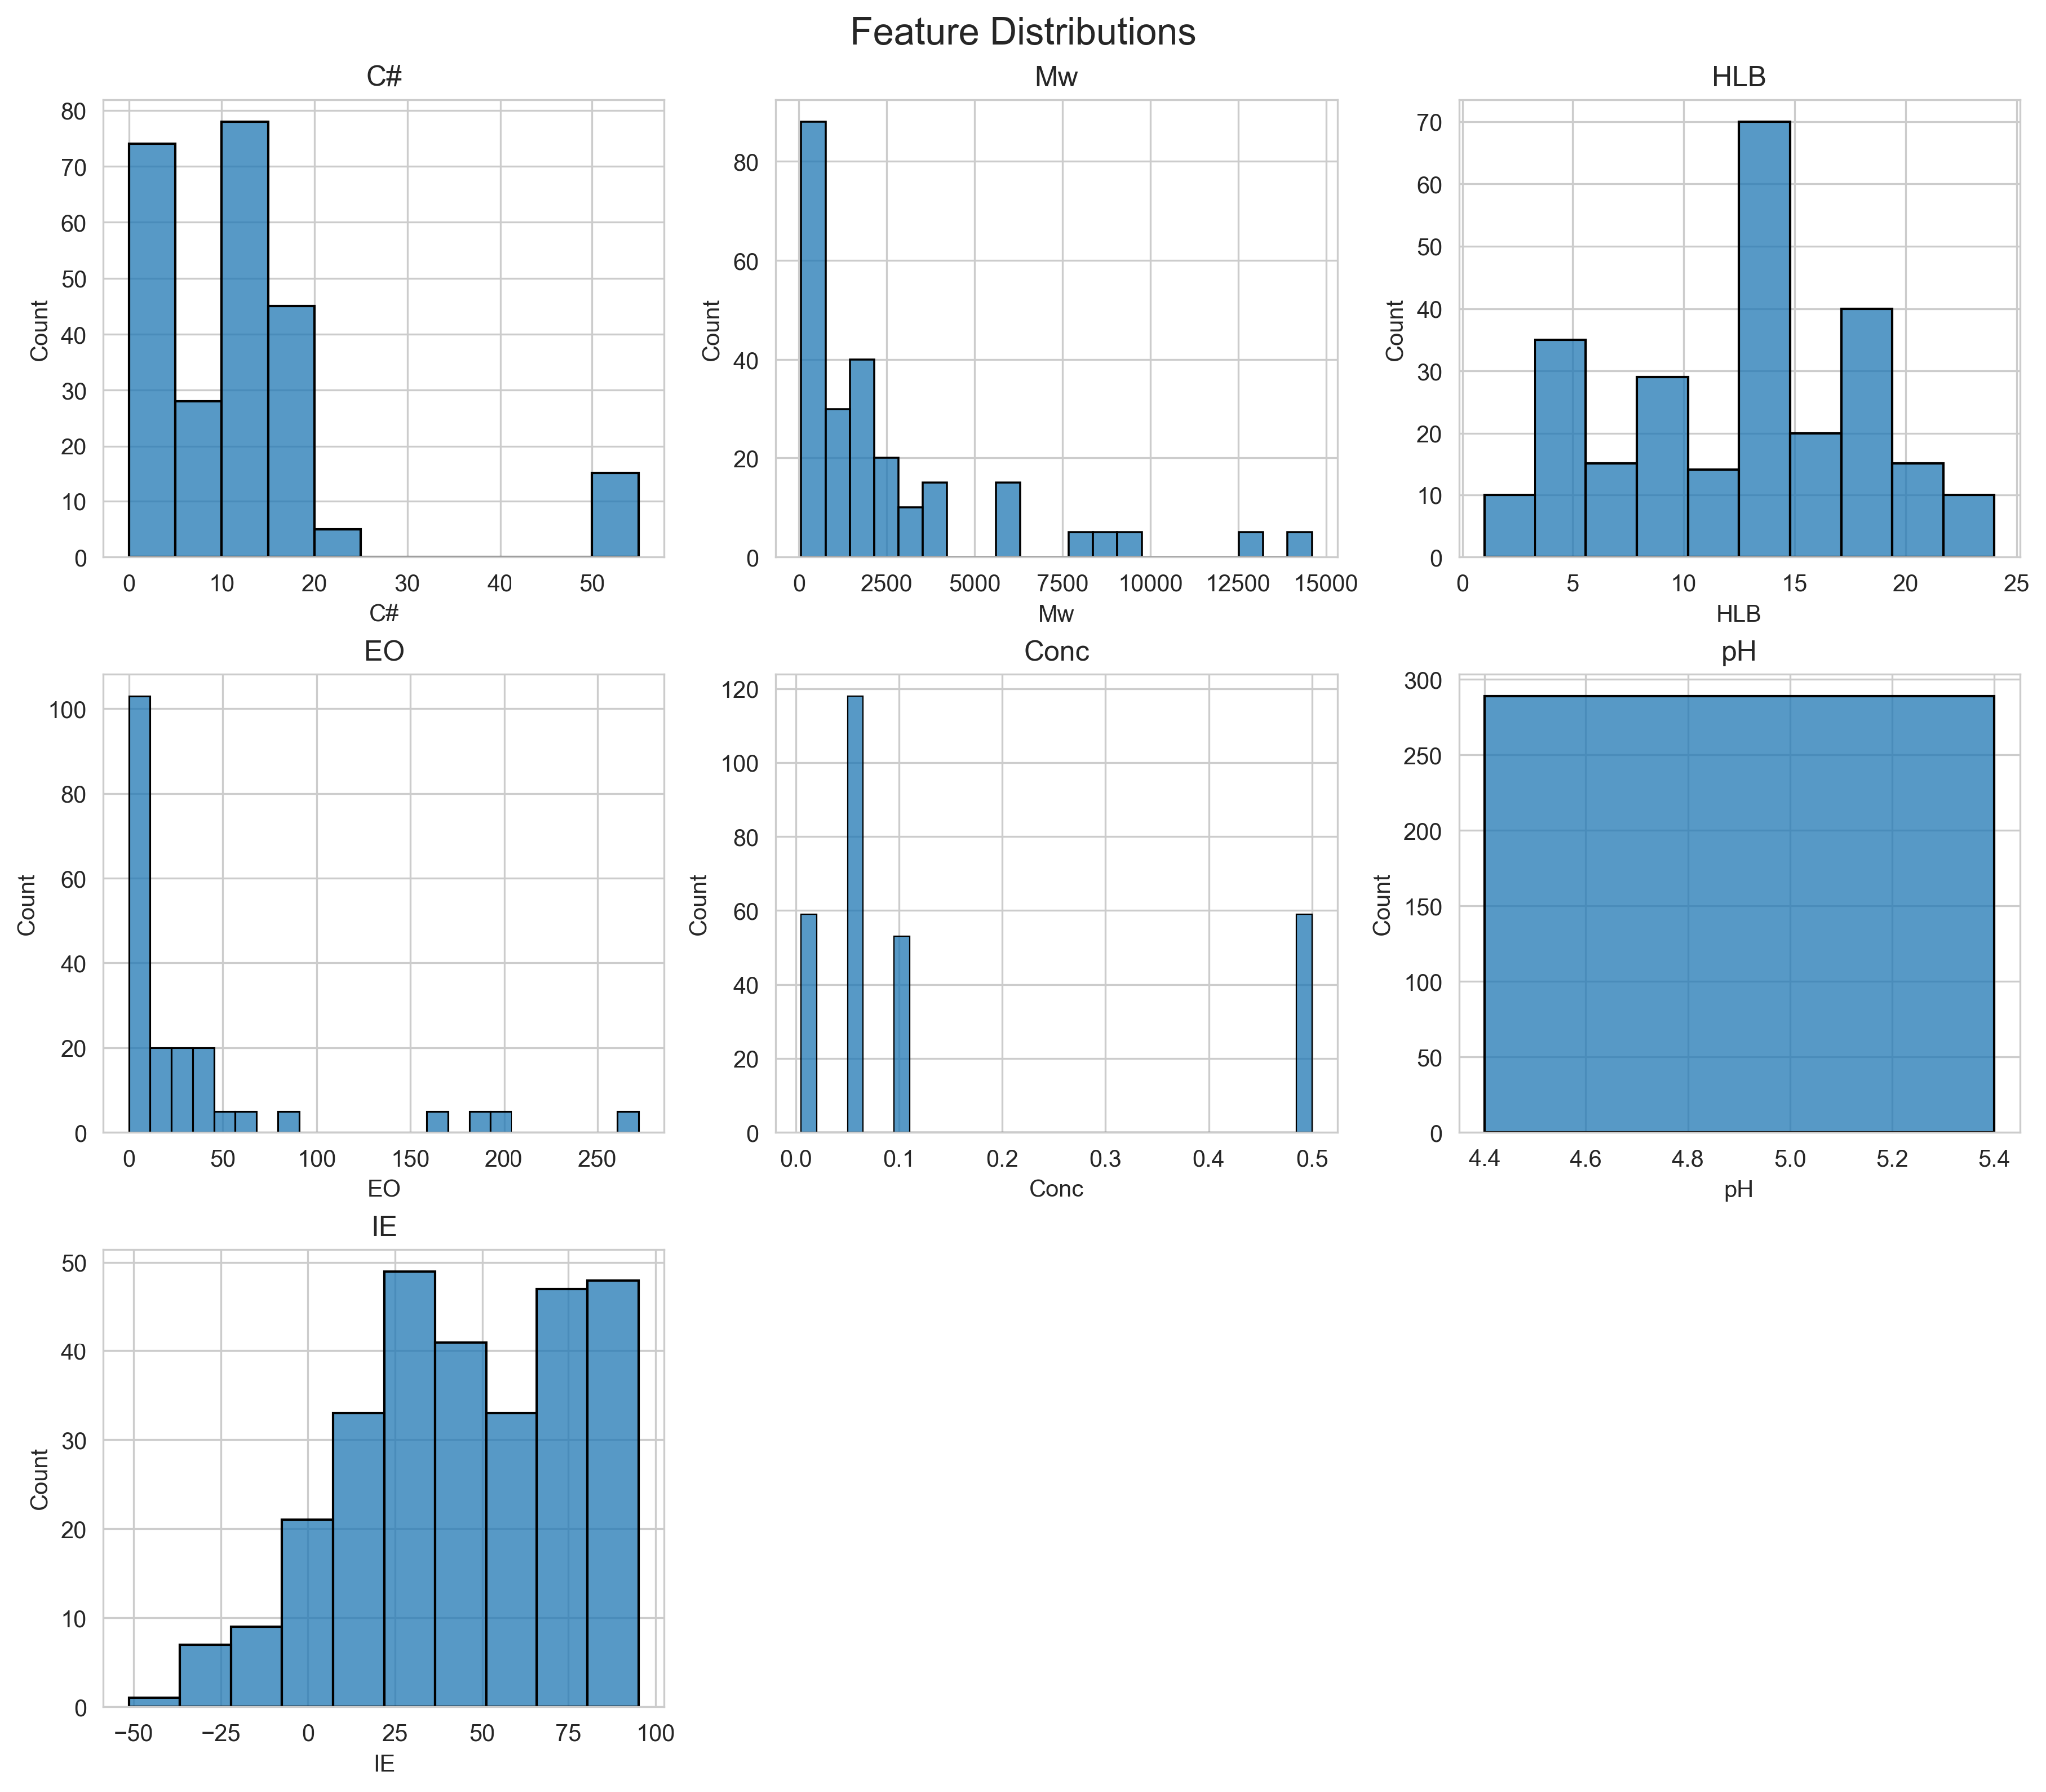 Feature Distributions
C#
80
70
60
50
40
30
20
10
0
Count
0 10 20 30 40 50
C#
Mw
80
60
40
20
0
Count
0 2500 5000 7500 10000 12500 15000
Mw
HLB
70
60
50
40
30
20
10
0
Count
0 5 10 15 20 25
HLB
EO
100
80
60
40
20
0
Count
0 50 100 150 200 250
EO
Conc
120
100
80
60
40
20
0
Count
0.0 0.1 0.2 0.3 0.4 0.5
Conc
pH
300
250
200
150
100
50
0
Count
4.4 4.6 4.8 5.0 5.2 5.4
pH
IE
50
40
30
20
10
0
Count
−50 −25 0 25 50 75 100
IE